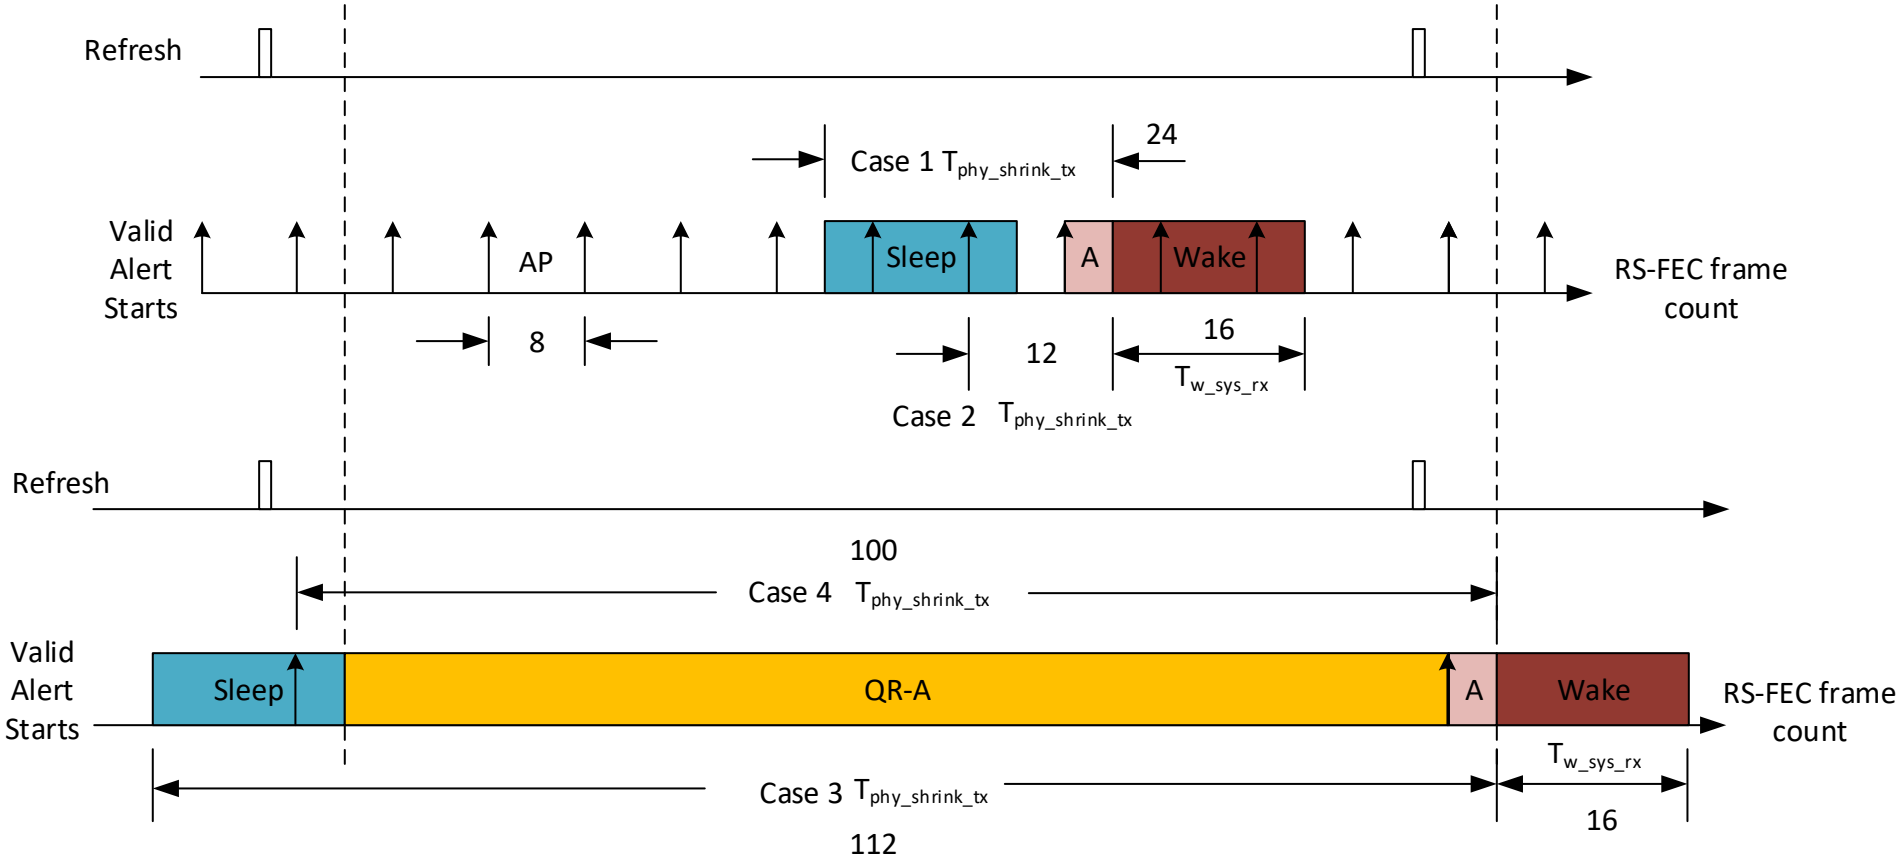 Refresh
24
Case 1 Tphy_shrink_tx
Valid
Alert
Starts
AP
Sleep
A
Wake
RS-FEC frame
count
8
12
16
Tw_sys_rx
Case 2 Tphy_shrink_tx
Refresh
100
Case 4 Tphy_shrink_tx
Valid
Alert
Starts
Sleep
QR-A
A
Wake
RS-FEC frame
count
Tw_sys_rx
Case 3 Tphy_shrink_tx
16
112